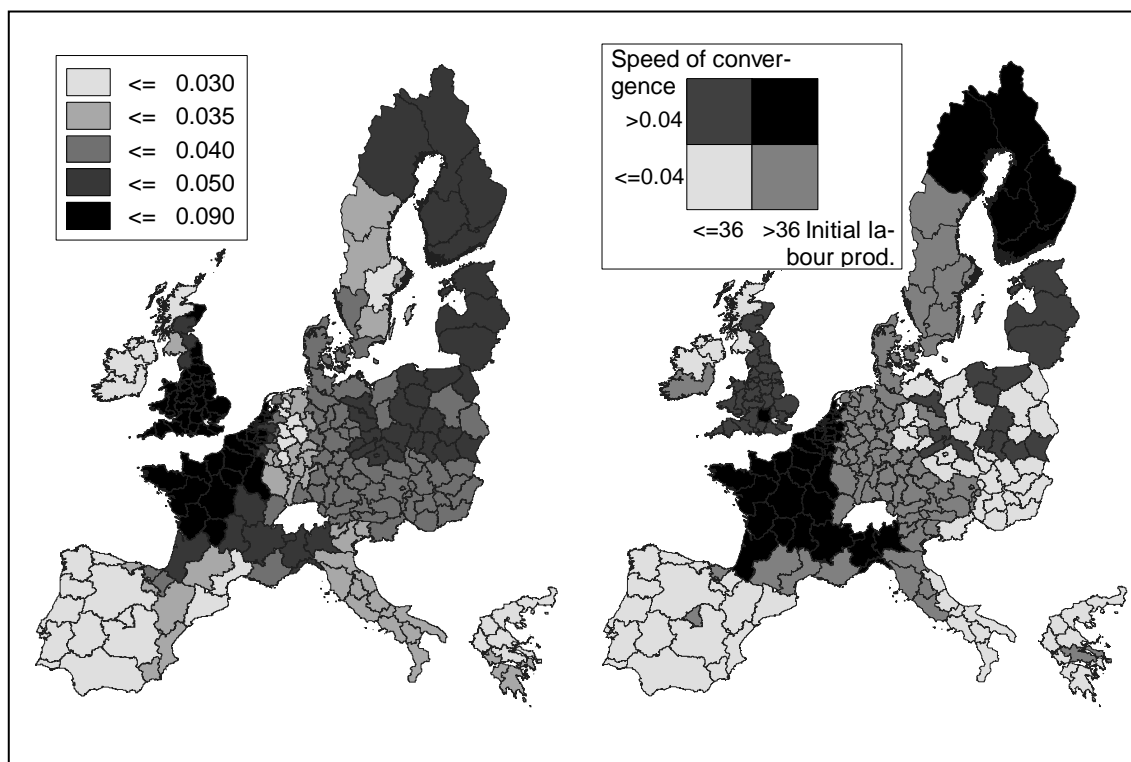 <= 0.030
<= 0.035
<= 0.040
<= 0.050
<= 0.090
Speed of conver-
gence
>0.04
<=0.04
<=36 >36 Initial la-
bour prod.